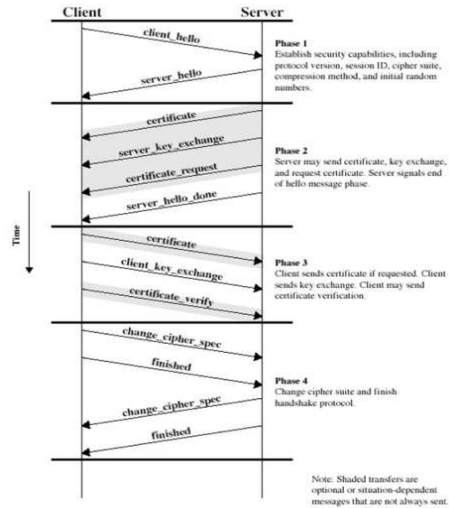 Client Server
client_hello
Phase 1
Establish security capabilities, including
protocol version, session ID, cipher suite,
compression method, and initial random
numbers.
server_hello
certificate
server_key_exchange
Phase 2
Server may send certificate, key exchange,
and request certificate. Server signals end
of hello message phase.
certificate_request
server_hello_done
Time
certificate
Phase 3
Client sends certificate if requested. Client
sends key exchange. Client may send
certificate verification.
client_key_exchange
certificate_verify
change_cipher_spec
finished
Phase 4
Change cipher suite and finish
handshake protocol.
change_cipher_spec
finished
Note: Shaded transfers are
optional or situation-dependent
messages that are not always sent.